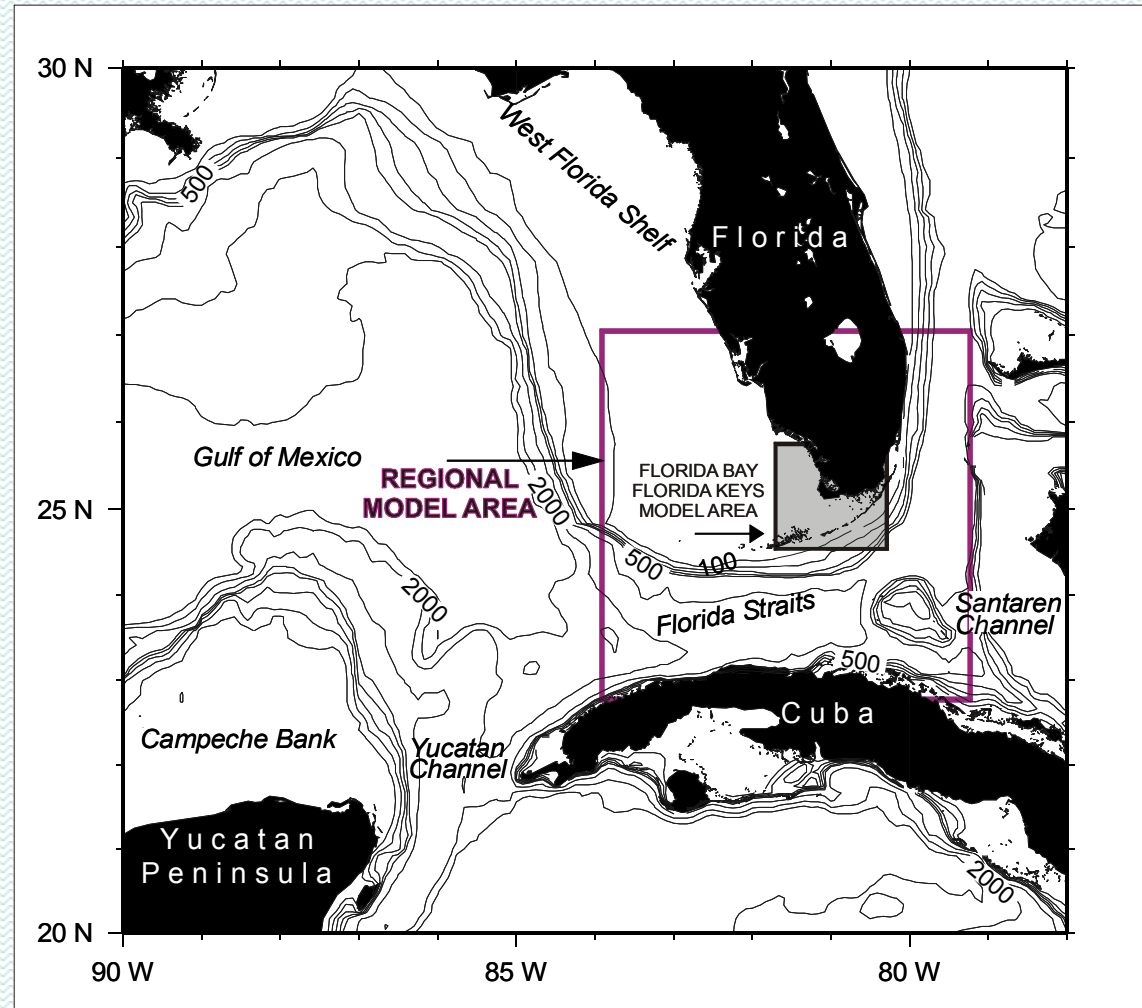 30 N
West Florida Shelf
500
Florida
Gulf of Mexico
REGIONAL
MODEL AREA
2000
FLORIDA BAY
FLORIDA KEYS
MODEL AREA
25 N
500
100
2000
Florida Straits
Santaren
Channel
500
Cuba
Campeche Bank
Yucatan
Channel
Yucatan
Peninsula
2000
20 N
90 W
85 W
80 W